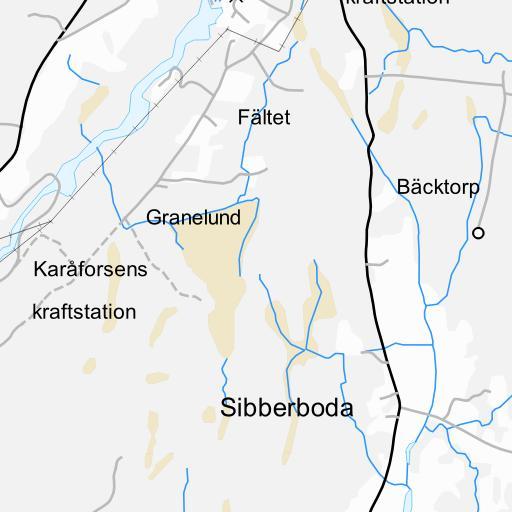 kraftstation
Fältet
Bäcktorp
Granelund
Karåforsens
kraftstation
Sibberboda